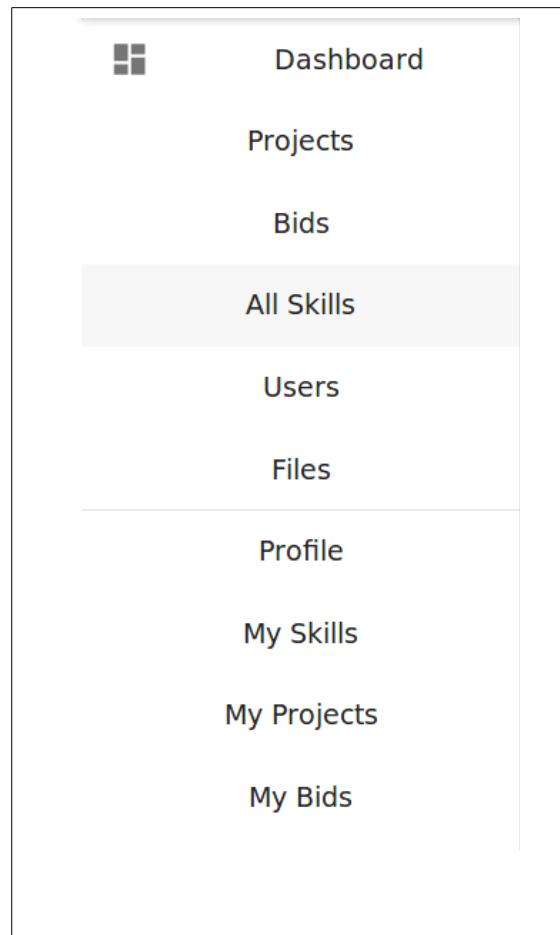 Dashboard
Projects
Bids
All Skills
Users
Files
Profile
My Skills
My Projects
My Bids